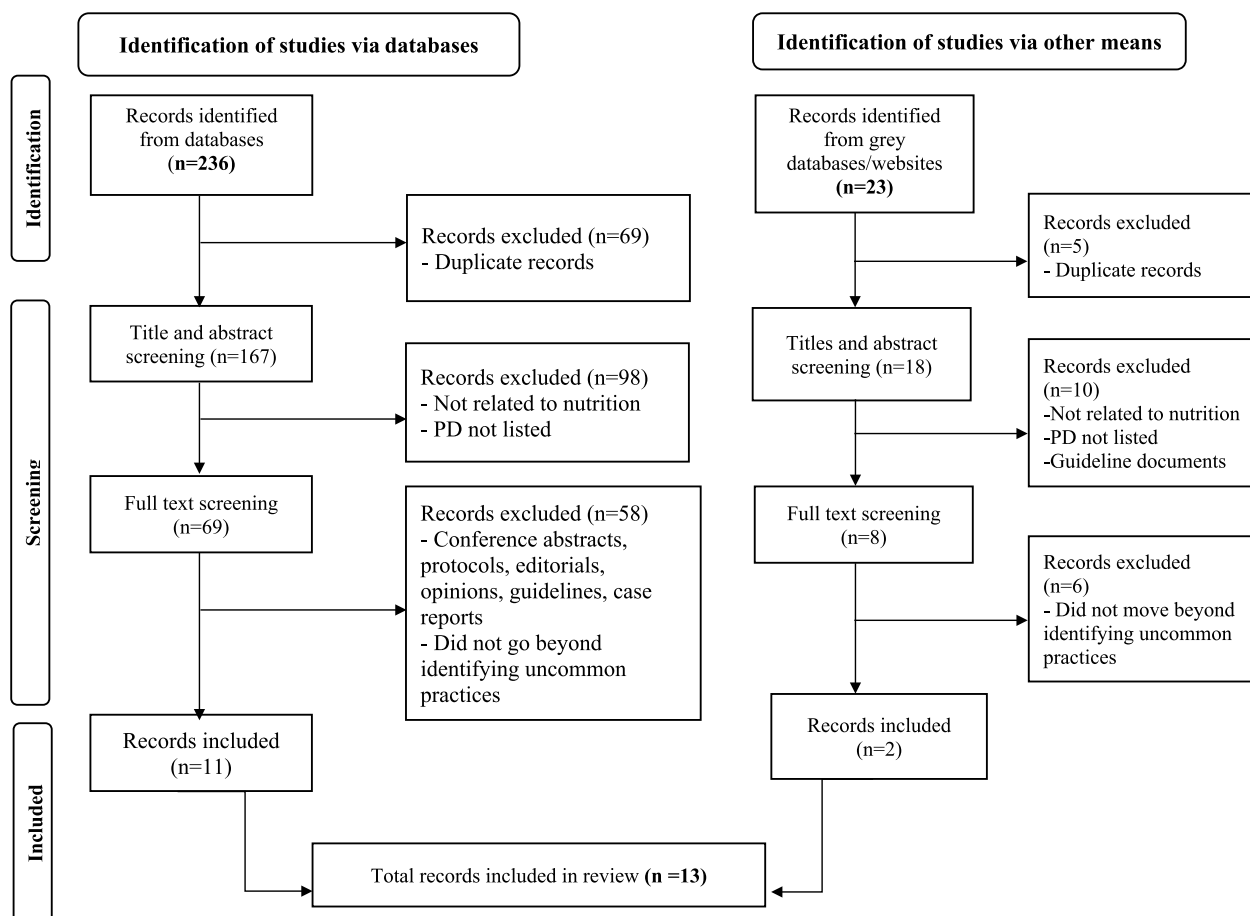 Identification of studies via databases
Identification of studies via other means
Identification
Records identified
from databases
(n=236)
Records identified
from grey
databases/websites
(n=23)
Records excluded (n=69)
- Duplicate records
Records excluded
(n=5)
- Duplicate records
Screening
Title and abstract
screening (n=167)
Titles and abstract
screening (n=18)
Records excluded (n=98)
- Not related to nutrition
- PD not listed
Records excluded
(n=10)
-Not related to nutrition
-PD not listed
-Guideline documents
Full text screening
(n=69)
Full text screening
(n=8)
Records excluded (n=58)
- Conference abstracts,
protocols, editorials,
opinions, guidelines, case
reports
- Did not go beyond
identifying uncommon
practices
Records excluded
(n=6)
- Did not move beyond
identifying uncommon
practices
Included
Records included
(n=11)
Records included
(n=2)
Total records included in review (n =13)